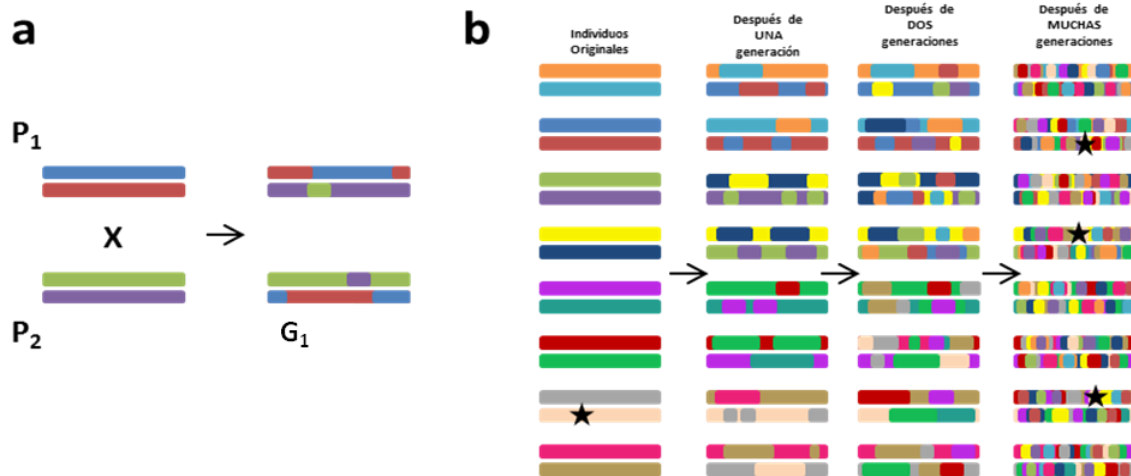 a
P1
X
P2
G1
b
Individuos
Originales
Después de
UNA
generación
Después de
DOS
generaciones
Después de
MUCHAS
generaciones